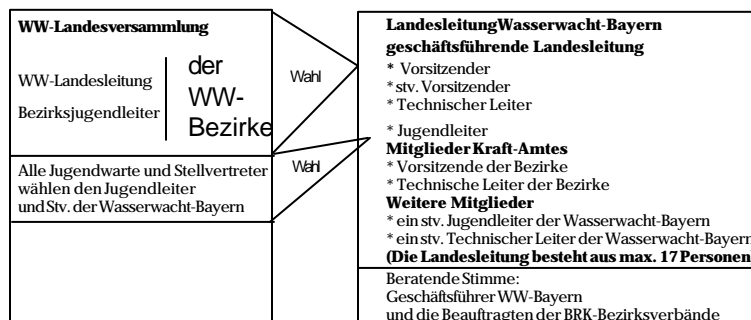 WW-Landesversammlung
WW-Landesleitung
Bezirksjugendleiter
der
WW-
Bezirke
Alle Jugendwarte und Stellvertreter
wählen den Jugendleiter
und Stv. der Wasserwacht-Bayern
Wahl
Wahl
Landesleitung Wasserwacht-Bayern
geschäftsführende Landesleitung
* Vorsitzender
* stv. Vorsitzender
* Technischer Leiter
* Jugendleiter
Mitglieder Kraft-Amtes
* Vorsitzende der Bezirke
* Technische Leiter der Bezirke
Weitere Mitglieder
* ein stv. Jugendleiter der Wasserwacht-Bayern
* ein stv. Technischer Leiter der Wasserwacht-Bayern
(Die Landesleitung besteht aus max. 17 Personen
Beratende Stimme:
Geschäftsführer WW-Bayern
und die Beauftragten der BRK-Bezirksverbände